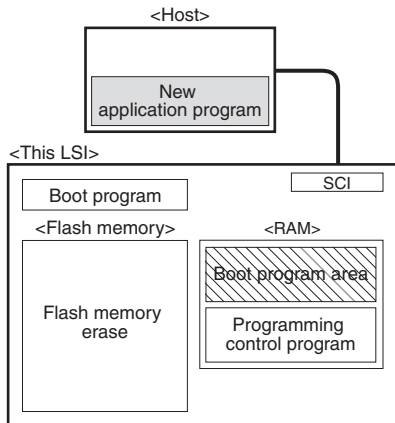 <Host>
New
application program
<This LSI>
SCI
Boot program
<Flash memory>
<RAM>
Boot program area
Flash memory
erase
Programming
control program